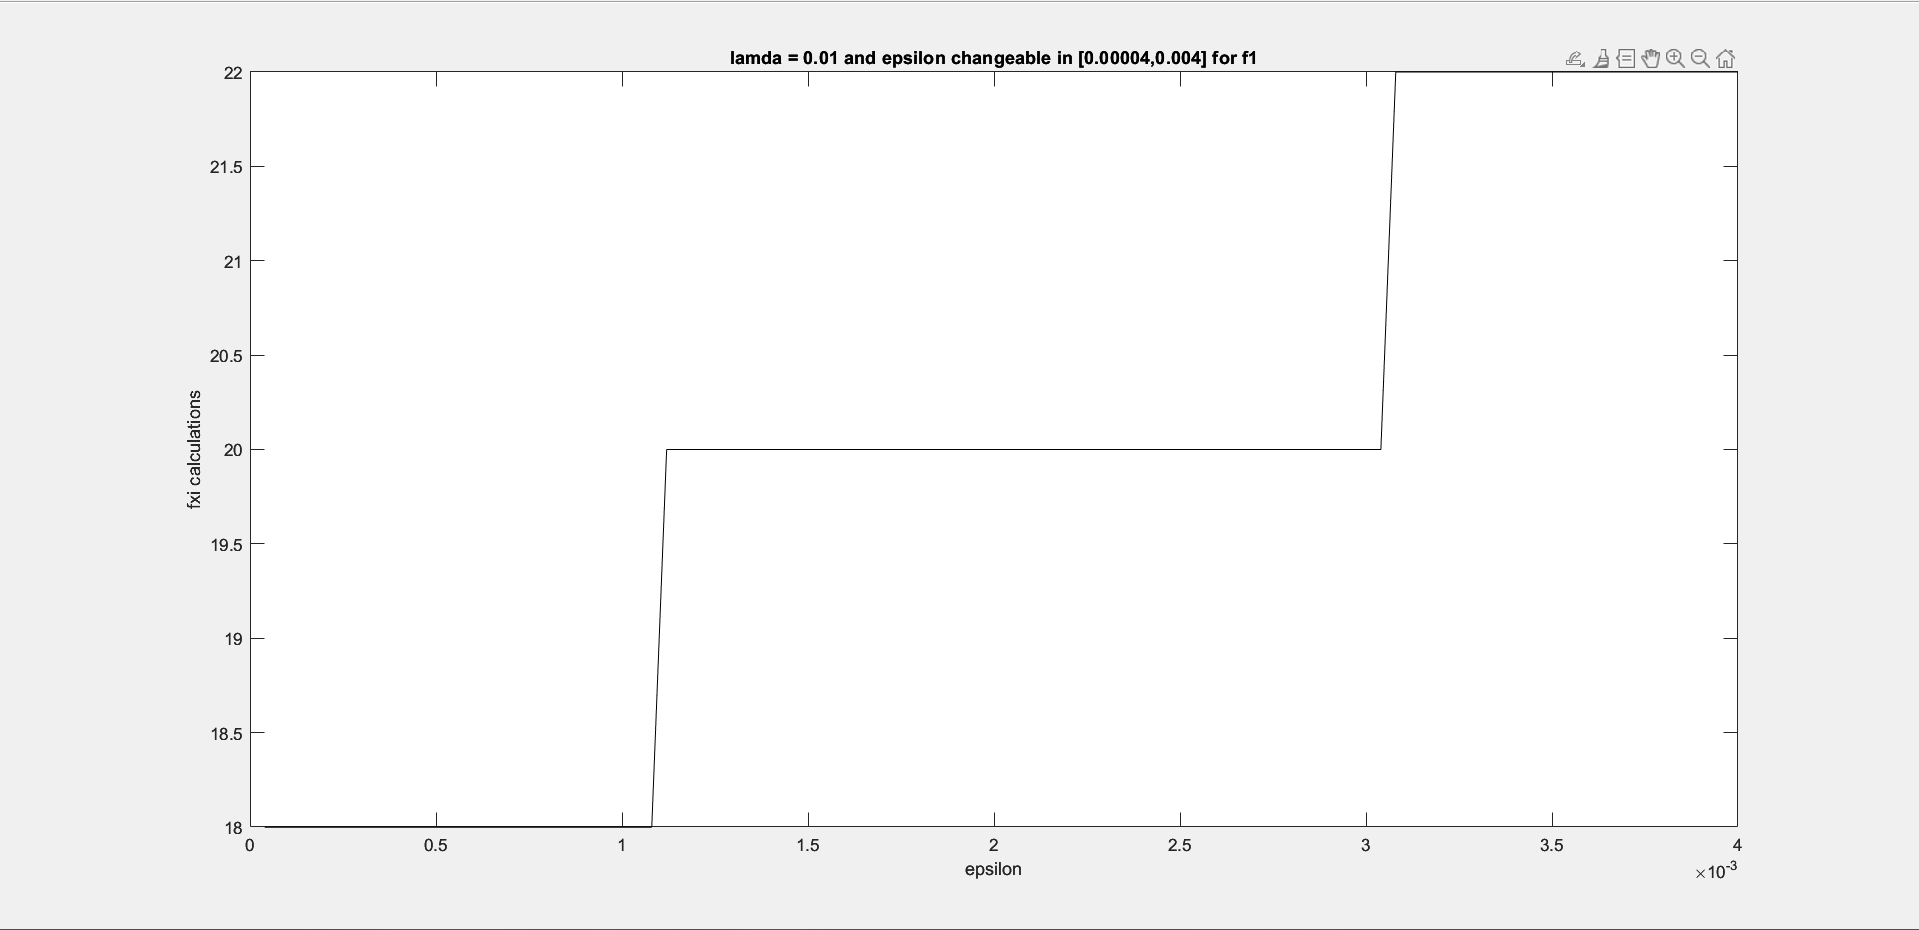 lamda = 0.01 and epsilon changeable in [0.00004,0.004] for f1
22
21.5
21
20.5
20
19.5
19
18.5
18
fxi calculations
0 0.5 1 1.5 2 2.5 3 3.5 4
epsilon
×10-3